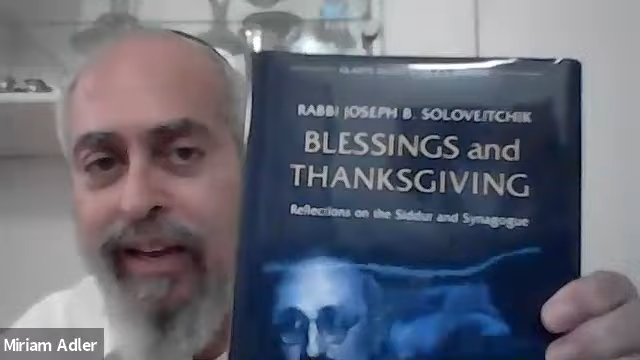 RABBI JOSEPH B. SOLOVEITCHIK
BLESSINGS and
THANKSGIVING
Reflections on the Siddur and Synagogue
Miriam Adler